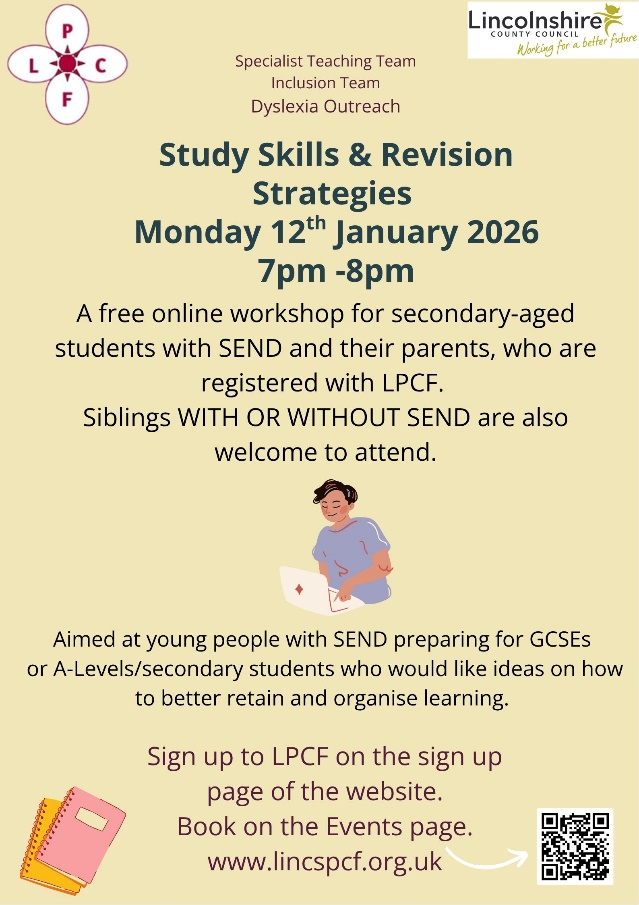 P
L C
F
Lincolnshire
COUNTY COUNCIL
Working for a better future
Specialist Teaching Team
Inclusion Team
Dyslexia Outreach
Study Skills & Revision
Strategies
Monday 12th January 2026
7pm -8pm
A free online workshop for secondary-aged
students with SEND and their parents, who are
registered with LPCF.
Siblings WITH OR WITHOUT SEND are also
welcome to attend.
Aimed at young people with SEND preparing for GCSEs
or A-Levels/secondary students who would like ideas on how
to better retain and organise learning.
Sign up to LPCF on the sign up
page of the website.
Book on the Events page.
www.lincspcf.org.uk